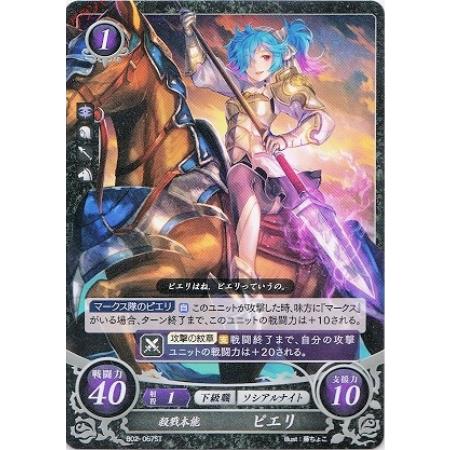 1
ピエリはね、ピエリっていうの。
マークス隊のピエリ 自 このユニットが攻撃した時、味方に『マークス』
がいる場合、ターン終了まで、このユニットの戦闘力は+10される。
攻撃の紋章 支 戦闘終了まで、自分の攻撃
ユニットの戦闘力は+20される。
戦闘力 40
射程 1 下級職 ソシアルナイト
支援力 10
殺戮本能 ピエリ
B02-067ST illust:藤ちょこ